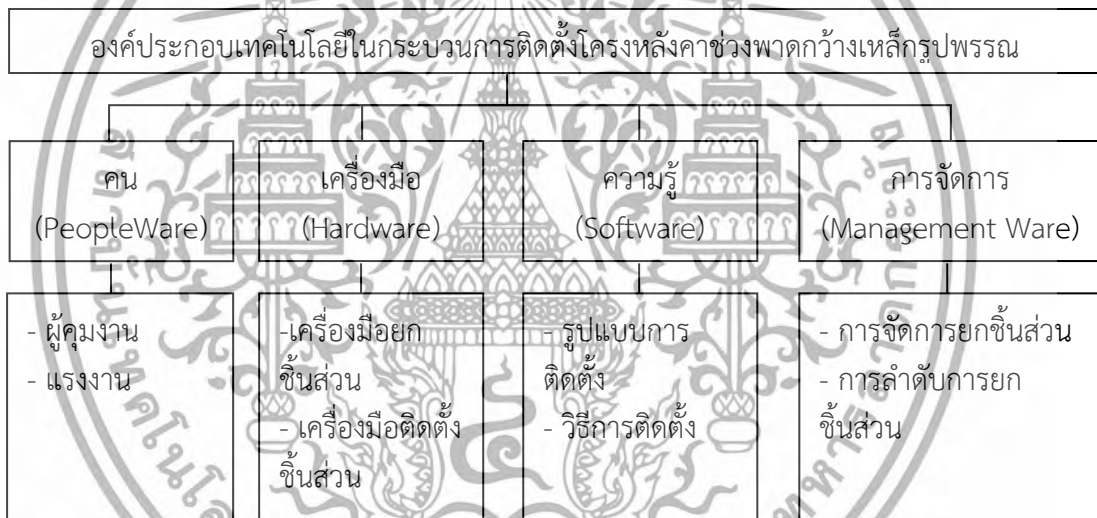 องค์ประกอบเทคโนโลยีในกระบวนการติดตั้งโครงหลังคาช่วงพาดกว้างเหล็กรูปพรรณ
คน
(PeopleWare)
เครื่องมือ
(Hardware)
ความรู้
(Software)
การจัดการ
(Management Ware)
- ผู้คุมงาน
- แรงงาน
-เครื่องมือยก
ชิ้นส่วน
- เครื่องมือติดตั้ง
ชิ้นส่วน
- รูปแบบการ
ติดตั้ง
- วิธีการติดตั้ง
- การจัดการยกชิ้นส่วน
- การลำดับการยก
ชิ้นส่วน